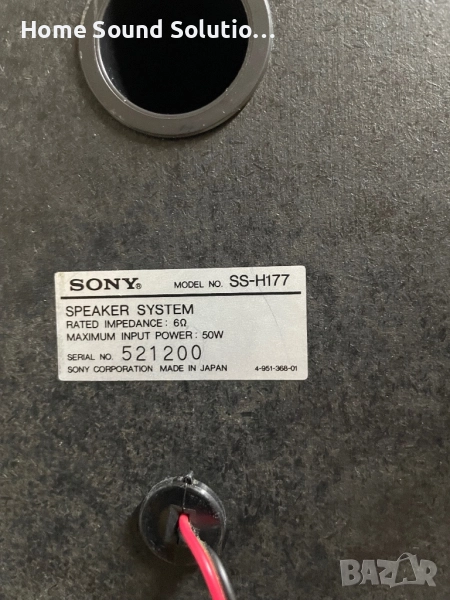 Home Sound Solutio...
SONY® MODEL NO. SS-H177
SPEAKER SYSTEM
RATED IMPEDANCE: 6Ω
MAXIMUM INPUT POWER: 50W
SERIAL NO. 521200
SONY CORPORATION MADE IN JAPAN 4-951-368-01
BAZAR